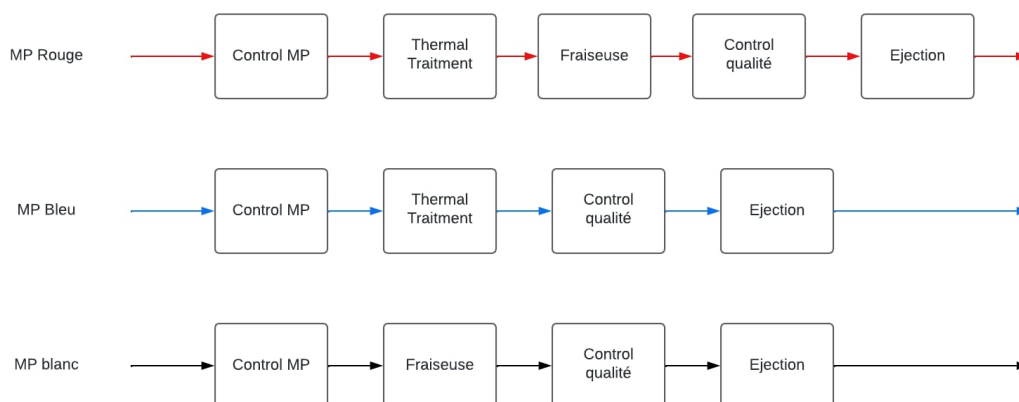 MP Rouge
Control MP
Thermal
Traitment
Fraiseuse
Control
qualité
Ejection
MP Bleu
Control MP
Thermal
Traitment
Control
qualité
Ejection
MP blanc
Control MP
Fraiseuse
Control
qualité
Ejection